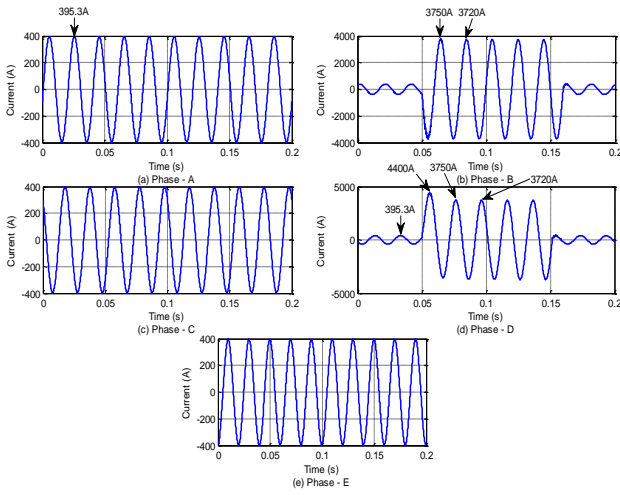 395.3A
400
200
0
-200
-400
Current (A)
0
0.05
0.1
0.15
0.2
Time (s)
(a) Phase - A
3750A
3720A
4000
2000
0
-2000
-4000
Current (A)
0
0.05
0.1
0.15
0.2
Time (s)
(b) Phase - B
400
200
0
-200
-400
Current (A)
0
0.05
0.1
0.15
0.2
Time (s)
(c) Phase - C
4400A
3750A
3720A
395.3A
5000
0
-5000
Current (A)
0
0.05
0.1
0.15
0.2
Time (s)
(d) Phase - D
400
200
0
-200
-400
Current (A)
0
0.05
0.1
0.15
0.2
Time (s)
(e) Phase - E